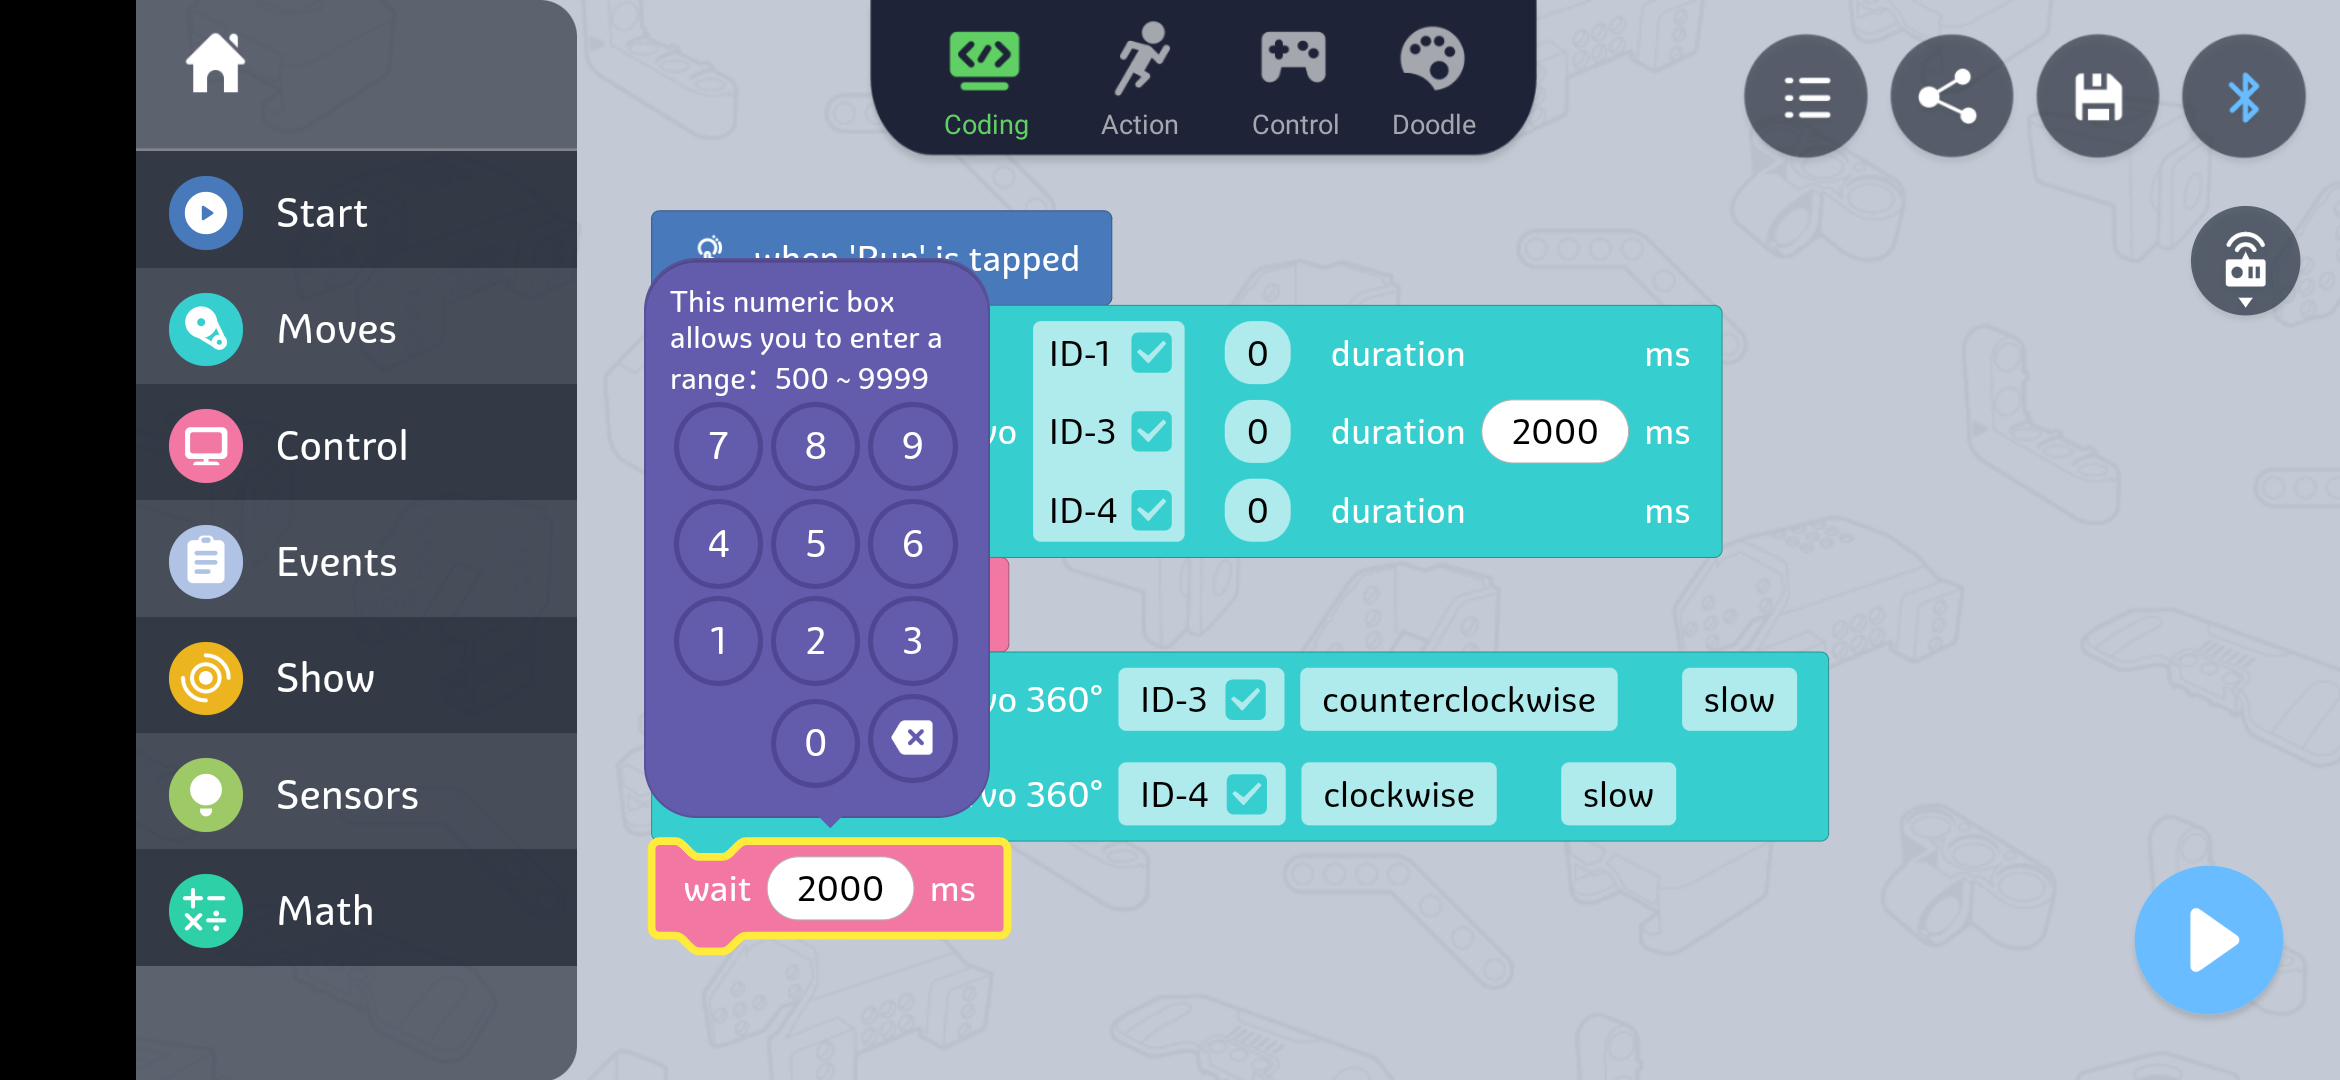 Coding
Action
Control
Doodle
Start
Moves
Control
Events
Show
Sensors
Math
when 'Run' is tapped
This numeric box
allows you to enter a
range: 500 ~ 9999
7 8 9
4 5 6
1 2 3
0
ID-1 0 duration ms
ID-3 0 duration 2000 ms
ID-4 0 duration ms
360° ID-3 counterclockwise slow
360° ID-4 clockwise slow
wait 2000 ms